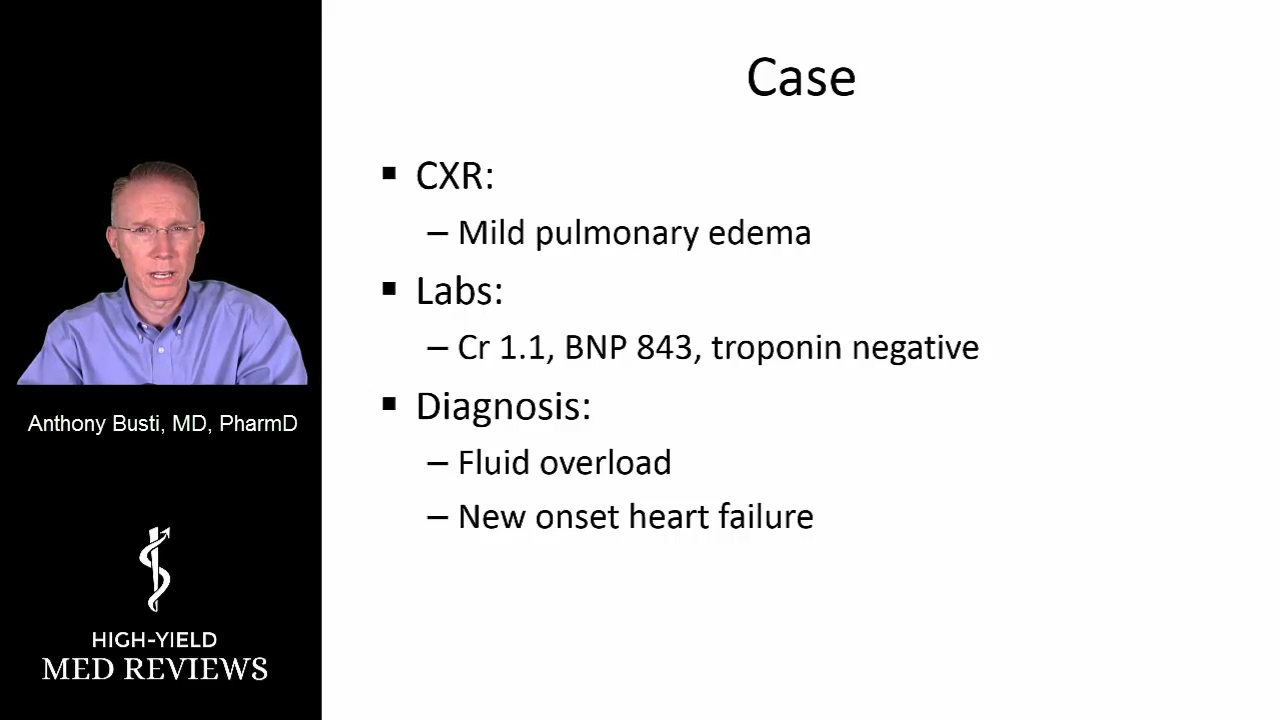 Case
▪ CXR:
– Mild pulmonary edema
▪ Labs:
– Cr 1.1, BNP 843, troponin negative
▪ Diagnosis:
– Fluid overload
– New onset heart failure
Anthony Busti, MD, PharmD
HIGH-YIELD
MED REVIEWS